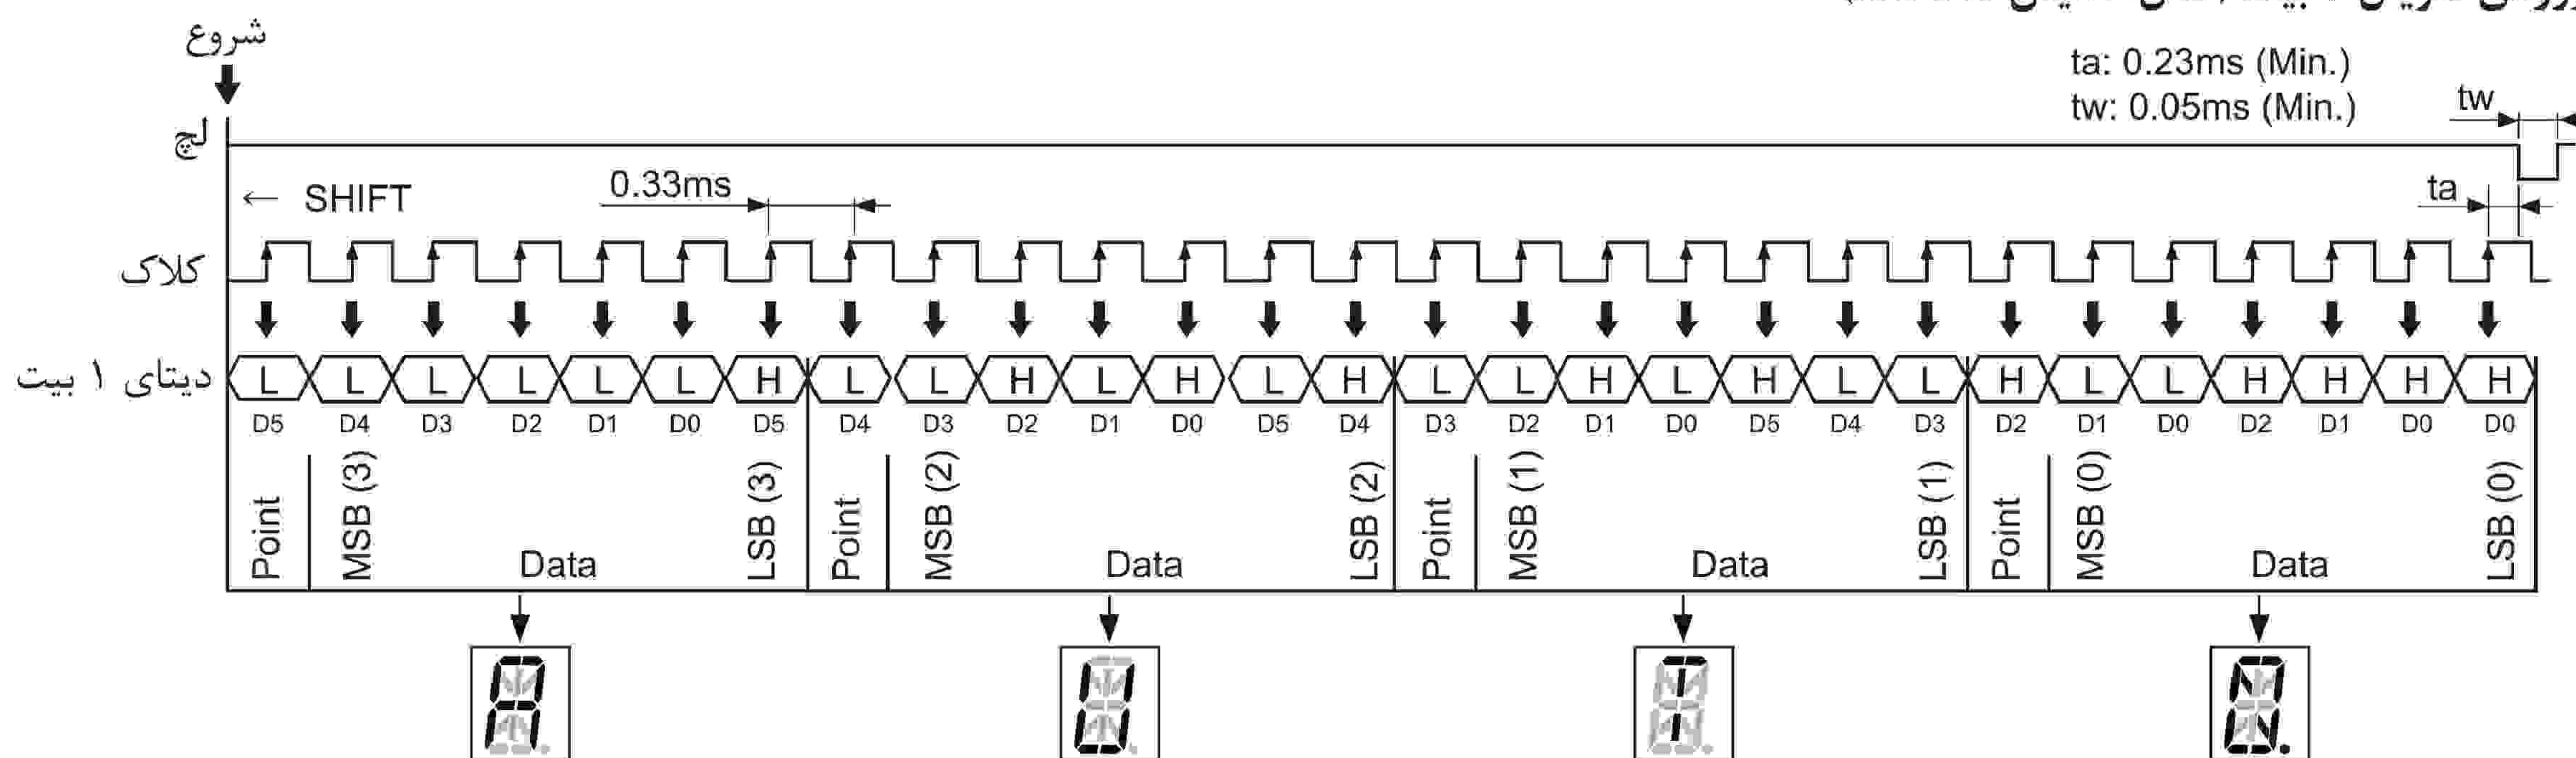 شروع
ta: 0.23ms (Min.)
tw: 0.05ms (Min.)
tw
لچ
← SHIFT
0.33ms
ta
کلاک
دیتای ۱ بیت
L L L L L L H L L H L H L H L L H L H L L H L L H H H H
D5 D4 D3 D2 D1 D0 D5 D4 D3 D2 D1 D0 D5 D4 D3 D2 D1 D0 D5 D4 D3 D2 D1 D0 D2 D1 D0 D0
Point MSB (3) Data LSB (3) Point MSB (2) Data LSB (2) Point MSB (1) Data LSB (1) Point MSB (0) Data LSB (0)
A U T N.